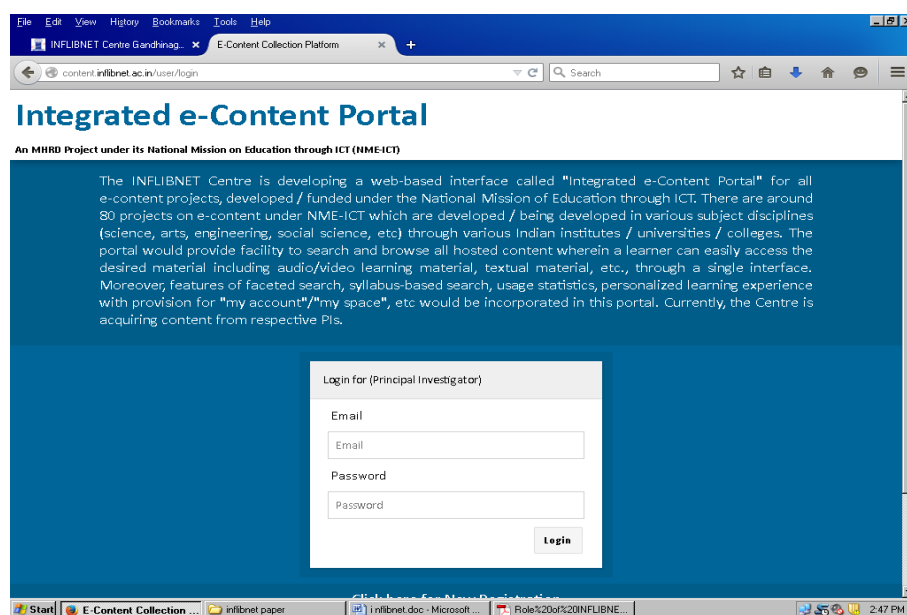 File Edit View History Bookmarks Tools Help
INFLIBNET Centre Gandhinag... × E-Content Collection Platform × +
content.inflibnet.ac.in/user/login Search
Integrated e-Content Portal
An MHRD Project under its National Mission on Education through ICT (NME-ICT)
The INFLIBNET Centre is developing a web-based interface called "Integrated e-Content Portal" for all
e-content projects, developed / funded under the National Mission of Education through ICT. There are around
80 projects on e-content under NME-ICT which are developed / being developed in various subject disciplines
(science, arts, engineering, social science, etc) through various Indian institutes / universities / colleges. The
portal would provide facility to search and browse all hosted content wherein a learner can easily access the
desired material including audio/video learning material, textual material, etc., through a single interface.
Moreover, features of faceted search, syllabus-based search, usage statistics, personalized learning experience
with provision for "my account"/"my space", etc would be incorporated in this portal. Currently, the Centre is
acquiring content from respective PIs.
Login for (Principal Investigator)
Email
Email
Password
Password
Login
Click here for New Registration
Start E-Content Collection ... inflibnet paper inflibnet.doc - Microsoft ... Role%20of%20INFLIBNE... 2:47 PM